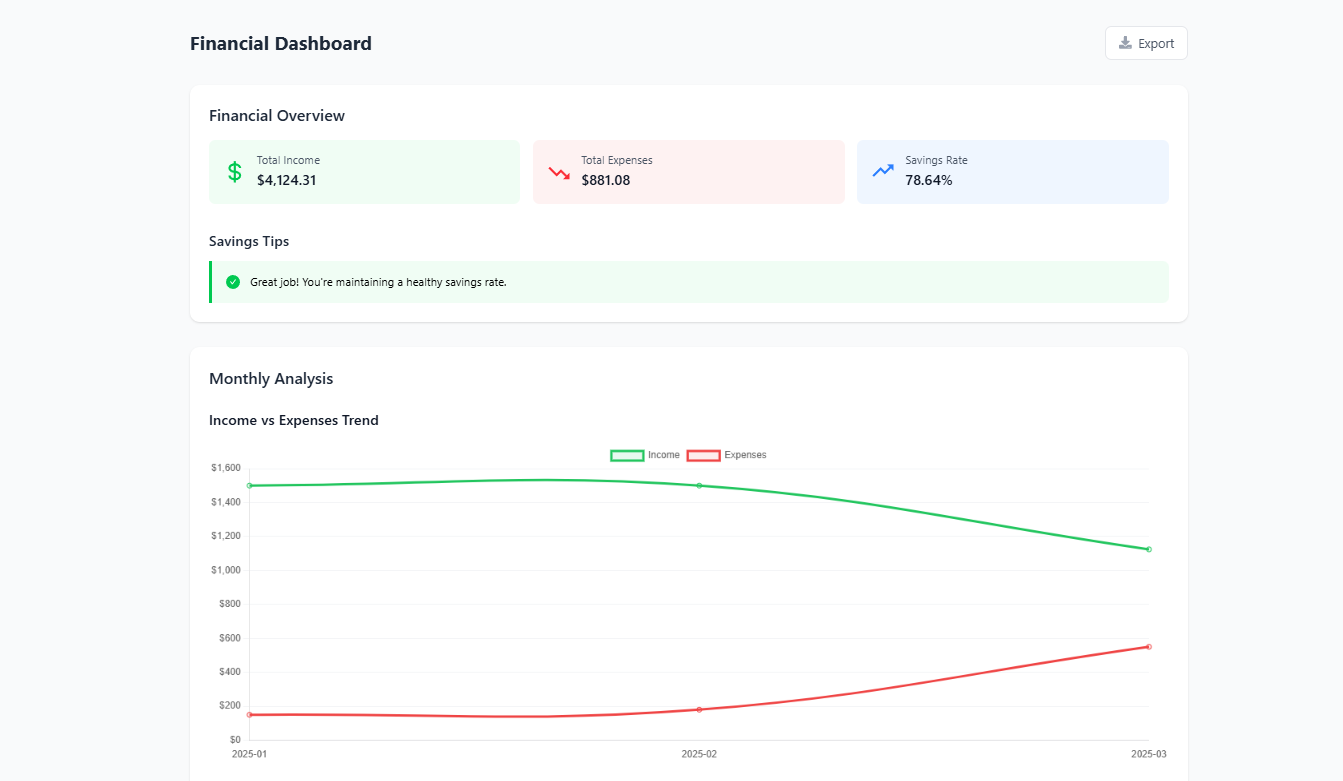 Financial Dashboard
Export
Financial Overview
Total Income
$4,124.31
Total Expenses
$881.08
Savings Rate
78.64%
Savings Tips
Great job! You're maintaining a healthy savings rate.
Monthly Analysis
Income vs Expenses Trend
Income Expenses
$1,600
$1,400
$1,200
$1,000
$800
$600
$400
$200
$0
2025-01 2025-02 2025-03